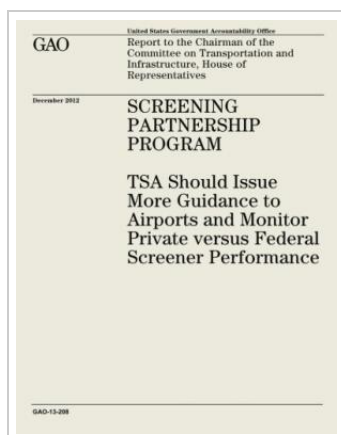 United States Government Accountability Office
GAO
Report to the Chairman of the
Committee on Transportation and
Infrastructure, House of
Representatives
December 2012
SCREENING
PARTNERSHIP
PROGRAM
TSA Should Issue
More Guidance to
Airports and Monitor
Private versus Federal
Screener Performance
GAO-13-208